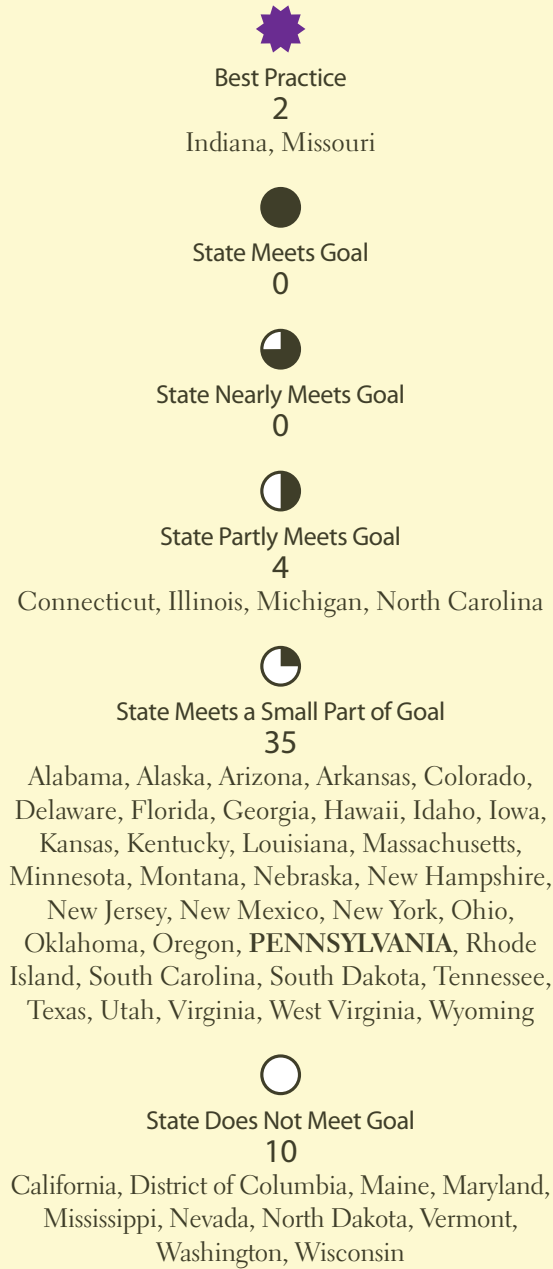 Best Practice
2
Indiana, Missouri
State Meets Goal
0
State Nearly Meets Goal
0
State Partly Meets Goal
4
Connecticut, Illinois, Michigan, North Carolina
State Meets a Small Part of Goal
35
Alabama, Alaska, Arizona, Arkansas, Colorado,
Delaware, Florida, Georgia, Hawaii, Idaho, Iowa,
Kansas, Kentucky, Louisiana, Massachusetts,
Minnesota, Montana, Nebraska, New Hampshire,
New Jersey, New Mexico, New York, Ohio,
Oklahoma, Oregon, PENNSYLVANIA, Rhode
Island, South Carolina, South Dakota, Tennessee,
Texas, Utah, Virginia, West Virginia, Wyoming
State Does Not Meet Goal
10
California, District of Columbia, Maine, Maryland,
Mississippi, Nevada, North Dakota, Vermont,
Washington, Wisconsin